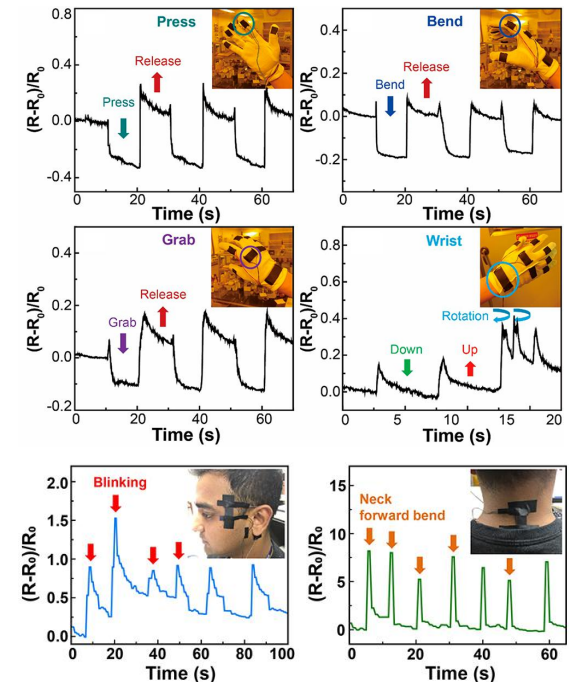 0.8
0.4
0.0
-0.4
(R-R₀)/R₀
Press
Release
Press
0 20 40 60
Time (s)
0.4
0.2
0.0
-0.2
(R-R₀)/R₀
Bend
Release
Bend
0 20 40 60
Time (s)
0.4
0.2
0.0
-0.2
(R-R₀)/R₀
Grab
Release
Grab
0 20 40 60
Time (s)
0.8
0.6
0.4
0.2
0.0
(R-R₀)/R₀
Wrist
Rotation
Down
Up
0 5 10 15 20
Time (s)
2.0
1.5
1.0
0.5
0.0
(R-R₀)/R₀
Blinking
0 20 40 60 80 100
Time (s)
15
10
5
0
(R-R₀)/R₀
Neck
forward bend
0 20 40 60
Time (s)